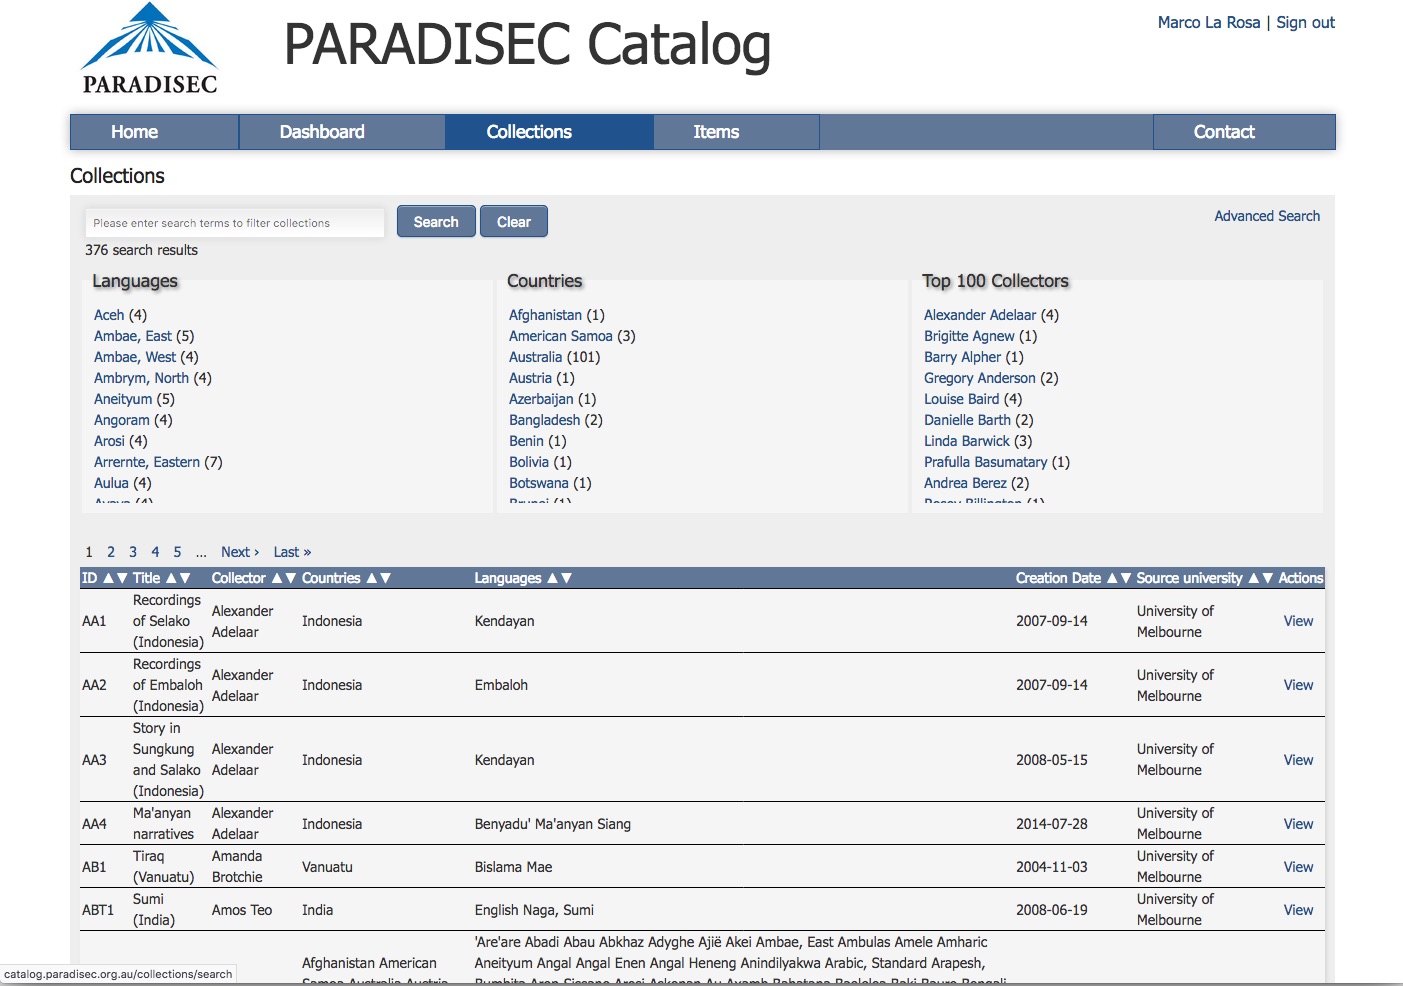 PARADISEC
PARADISEC Catalog
Marco La Rosa | Sign out
Home Dashboard Collections Items Contact
Collections
Please enter search terms to filter collections Search Clear Advanced Search
376 search results
Languages
Aceh (4)
Ambae, East (5)
Ambae, West (4)
Ambrym, North (4)
Aneityum (5)
Angoram (4)
Arosi (4)
Arrernte, Eastern (7)
Aulua (4)
Countries
Afghanistan (1)
American Samoa (3)
Australia (101)
Austria (1)
Azerbaijan (1)
Bangladesh (2)
Benin (1)
Bolivia (1)
Botswana (1)
Brunei (1)
Top 100 Collectors
Alexander Adelaar (4)
Brigitte Agnew (1)
Barry Alpher (1)
Gregory Anderson (2)
Louise Baird (4)
Danielle Barth (2)
Linda Barwick (3)
Prafulla Basumatary (1)
Andrea Berez (2)
1 2 3 4 5 ... Next › Last »
ID ▲▼ Title ▲▼ Collector ▲▼ Countries ▲▼ Languages ▲▼ Creation Date ▲▼ Source university ▲▼ Actions
AA1
Recordings
of Selako
(Indonesia)
Alexander
Adelaar
Indonesia
Kendayan
2007-09-14
University of
Melbourne
View
AA2
Recordings
of Embaloh
(Indonesia)
Alexander
Adelaar
Indonesia
Embaloh
2007-09-14
University of
Melbourne
View
AA3
Story in
Sungkung
and Salako
(Indonesia)
Alexander
Adelaar
Indonesia
Kendayan
2008-05-15
University of
Melbourne
View
AA4
Ma'anyan
narratives
Alexander
Adelaar
Indonesia
Benyadu' Ma'anyan Siang
2014-07-28
University of
Melbourne
View
AB1
Tiraq
(Vanuatu)
Amanda
Brotchie
Vanuatu
Bislama Mae
2004-11-03
University of
Melbourne
View
ABT1
Sumi
(India)
Amos Teo
India
English Naga, Sumi
2008-06-19
University of
Melbourne
View
Afghanistan American
Samoa Australia Austria
'Are'are Abadi Abau Abkhaz Adyghe Ajië Akei Ambae, East Ambulas Amele Amharic
Aneityum Angal Angal Enen Angal Heneng Anindilyakwa Arabic, Standard Arapesh,
catalog.paradisec.org.au/collections/search